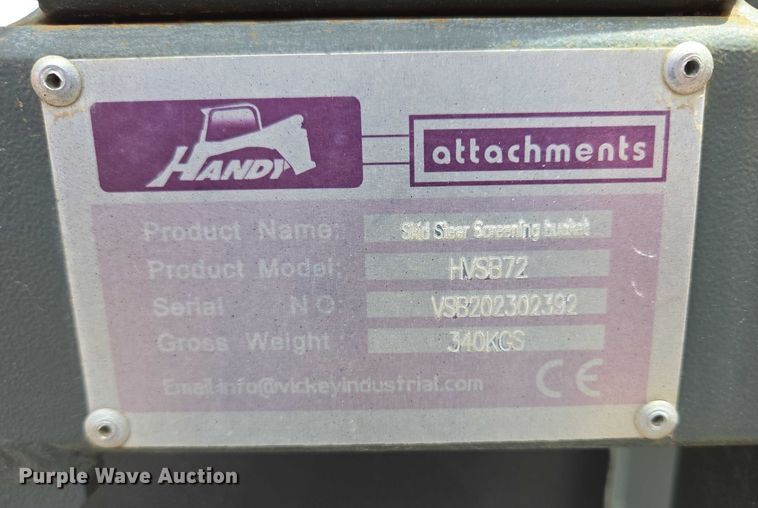 HANDY attachments
Product Name: Skid Steer Screening bucket
Product Model: HVSB72
Serial NO: VSB202302392
Gross Weight: 340KGS
Email:info@vickeyindustrial.com CE
Purple Wave Auction